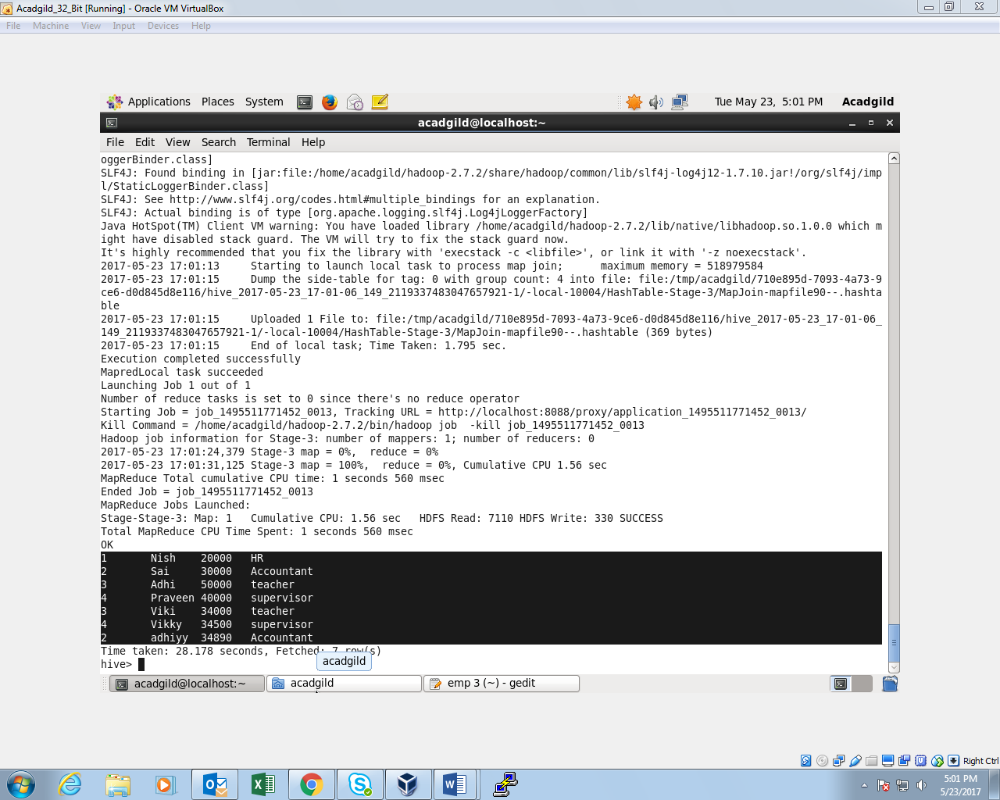 Acadgild_32_Bit [Running] - Oracle VM VirtualBox
File Machine View Input Devices Help
Applications Places System Tue May 23, 5:01 PM Acadgild
acadgild@localhost:~
File Edit View Search Terminal Help
oggerBinder.class]
SLF4J: Found binding in [jar:file:/home/acadgild/hadoop-2.7.2/share/hadoop/common/lib/slf4j-log4j12-1.7.10.jar!/org/slf4j/imp
l/StaticLoggerBinder.class]
SLF4J: See http://www.slf4j.org/codes.html#multiple_bindings for an explanation.
SLF4J: Actual binding is of type [org.apache.logging.slf4j.Log4jLoggerFactory]
Java HotSpot(TM) Client VM warning: You have loaded library /home/acadgild/hadoop-2.7.2/lib/native/libhadoop.so.1.0.0 which m
ight have disabled stack guard. The VM will try to fix the stack guard now.
It's highly recommended that you fix the library with 'execstack -c <libfile>', or link it with '-z noexecstack'.
2017-05-23 17:01:13 Starting to launch local task to process map join; maximum memory = 518979584
2017-05-23 17:01:15 Dump the side-table for tag: 0 with group count: 4 into file: file:/tmp/acadgild/710e895d-7093-4a73-9
ce6-d0d845d8e116/hive_2017-05-23_17-01-06_149_2119337483047657921-1/-local-10004/HashTable-Stage-3/MapJoin-mapfile90--.hashta
ble
2017-05-23 17:01:15 Uploaded 1 File to: file:/tmp/acadgild/710e895d-7093-4a73-9ce6-d0d845d8e116/hive_2017-05-23_17-01-06_
149_2119337483047657921-1/-local-10004/HashTable-Stage-3/MapJoin-mapfile90--.hashtable (369 bytes)
2017-05-23 17:01:15 End of local task; Time Taken: 1.795 sec.
Execution completed successfully
MapredLocal task succeeded
Launching Job 1 out of 1
Number of reduce tasks is set to 0 since there's no reduce operator
Starting Job = job_1495511771452_0013, Tracking URL = http://localhost:8088/proxy/application_1495511771452_0013/
Kill Command = /home/acadgild/hadoop-2.7.2/bin/hadoop job  -kill job_1495511771452_0013
Hadoop job information for Stage-3: number of mappers: 1; number of reducers: 0
2017-05-23 17:01:24,379 Stage-3 map = 0%,  reduce = 0%
2017-05-23 17:01:31,125 Stage-3 map = 100%,  reduce = 0%, Cumulative CPU 1.56 sec
MapReduce Total cumulative CPU time: 1 seconds 560 msec
Ended Job = job_1495511771452_0013
MapReduce Jobs Launched:
Stage-Stage-3: Map: 1   Cumulative CPU: 1.56 sec   HDFS Read: 7110 HDFS Write: 330 SUCCESS
Total MapReduce CPU Time Spent: 1 seconds 560 msec
OK
1 Nish 20000 HR
2 Sai 30000 Accountant
3 Adhi 50000 teacher
4 Praveen 40000 supervisor
3 Viki 34000 teacher
4 Vikky 34500 supervisor
2 adhiyy 34890 Accountant
Time taken: 28.178 seconds, Fetched: 7 row(s)
hive>
acadgild
acadgild@localhost:~ acadgild emp 3 (~) - gedit
Right Ctrl
5:01 PM
5/23/2017